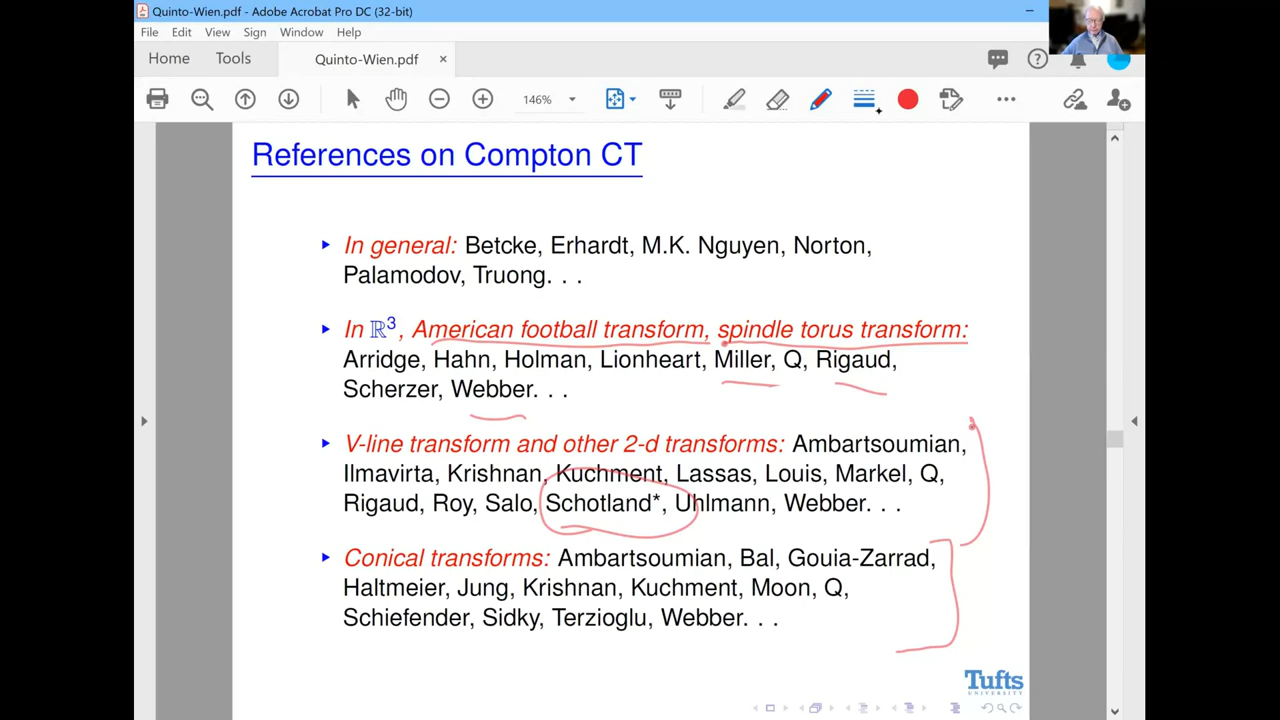 Quinto-Wien.pdf - Adobe Acrobat Pro DC (32-bit)
File Edit View Sign Window Help
Home Tools Quinto-Wien.pdf ×
146%
References on Compton CT
In general: Betcke, Erhardt, M.K. Nguyen, Norton,
Palamodov, Truong. . .
In ℝ³, American football transform, spindle torus transform:
Arridge, Hahn, Holman, Lionheart, Miller, Q, Rigaud,
Scherzer, Webber. . .
V-line transform and other 2-d transforms: Ambartsoumian,
Ilmavirta, Krishnan, Kuchment, Lassas, Louis, Markel, Q,
Rigaud, Roy, Salo, Schotland*, Uhlmann, Webber. . .
Conical transforms: Ambartsoumian, Bal, Gouia-Zarrad,
Haltmeier, Jung, Krishnan, Kuchment, Moon, Q,
Schiefender, Sidky, Terzioglu, Webber. . .
Tufts
UNIVERSITY